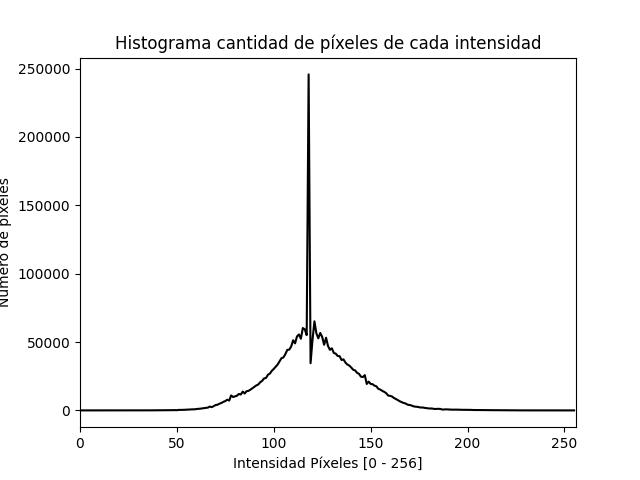 Histograma cantidad de píxeles de cada intensidad
250000
200000
150000
100000
50000
0
Número de píxeles
0 50 100 150 200 250
Intensidad Píxeles [0 - 256]